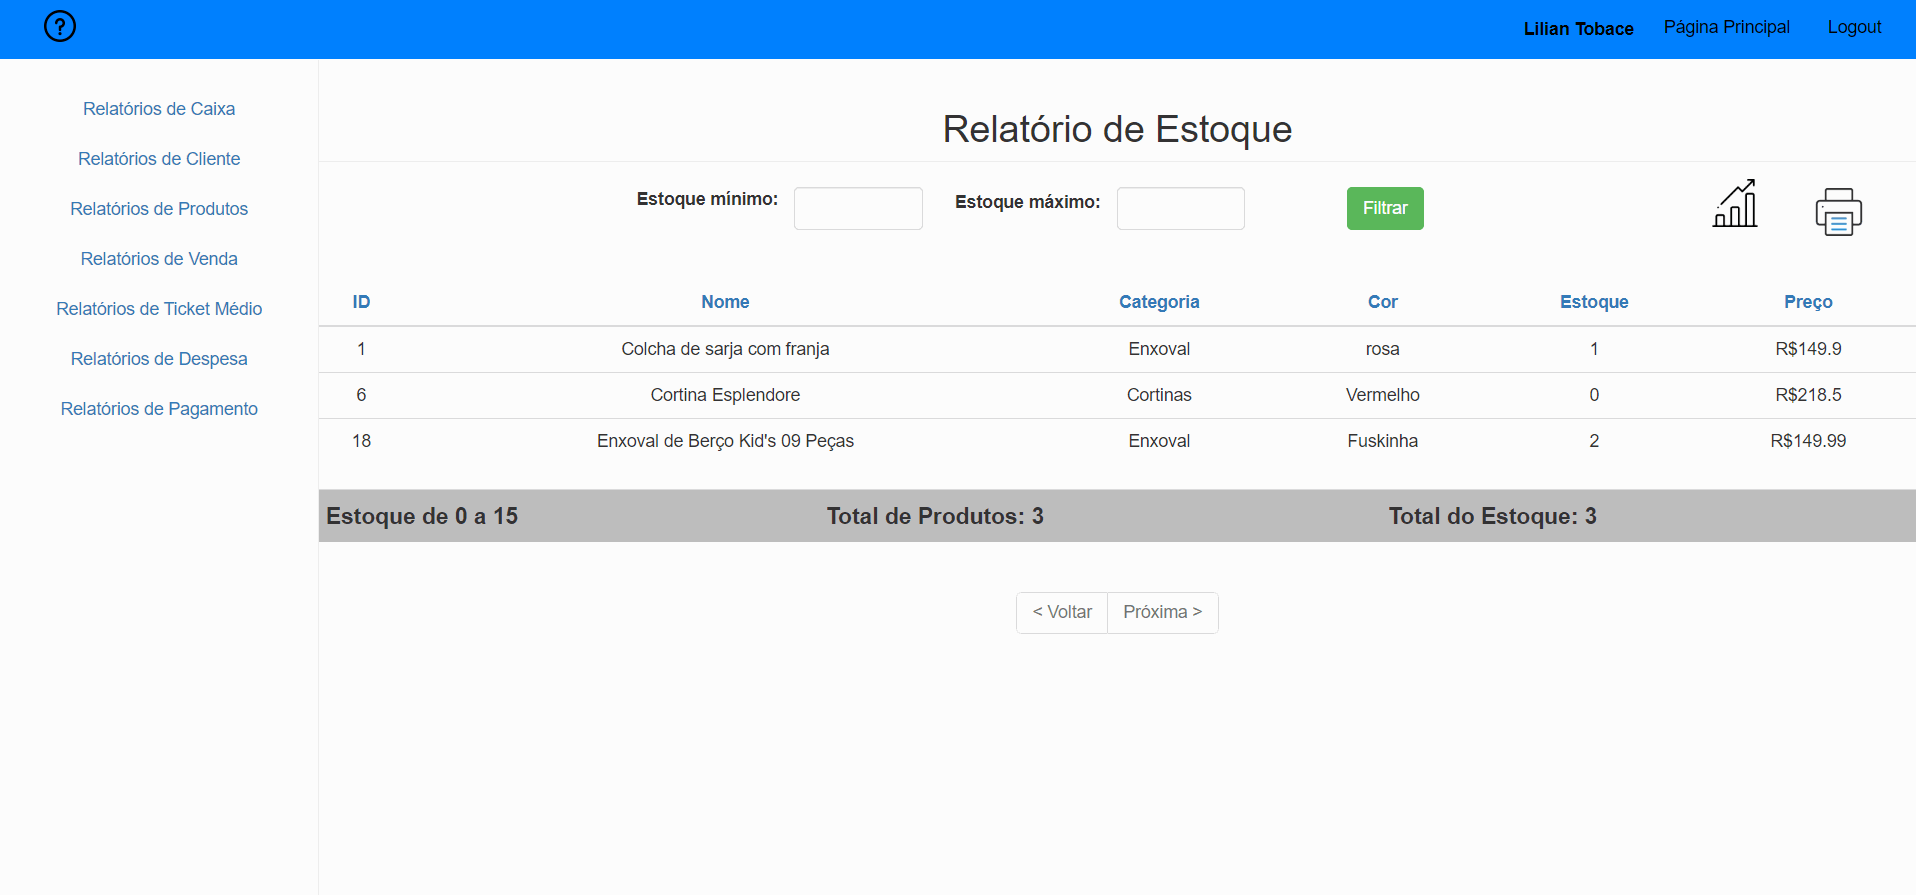 ?
Lilian Tobace Página Principal Logout
Relatórios de Caixa
Relatórios de Cliente
Relatórios de Produtos
Relatórios de Venda
Relatórios de Ticket Médio
Relatórios de Despesa
Relatórios de Pagamento
Relatório de Estoque
Estoque mínimo: Estoque máximo: Filtrar
ID Nome Categoria Cor Estoque Preço
1 Colcha de sarja com franja Enxoval rosa 1 R$149.9
6 Cortina Esplendore Cortinas Vermelho 0 R$218.5
18 Enxoval de Berço Kid's 09 Peças Enxoval Fuskinha 2 R$149.99
Estoque de 0 a 15 Total de Produtos: 3 Total do Estoque: 3
< Voltar Próxima >